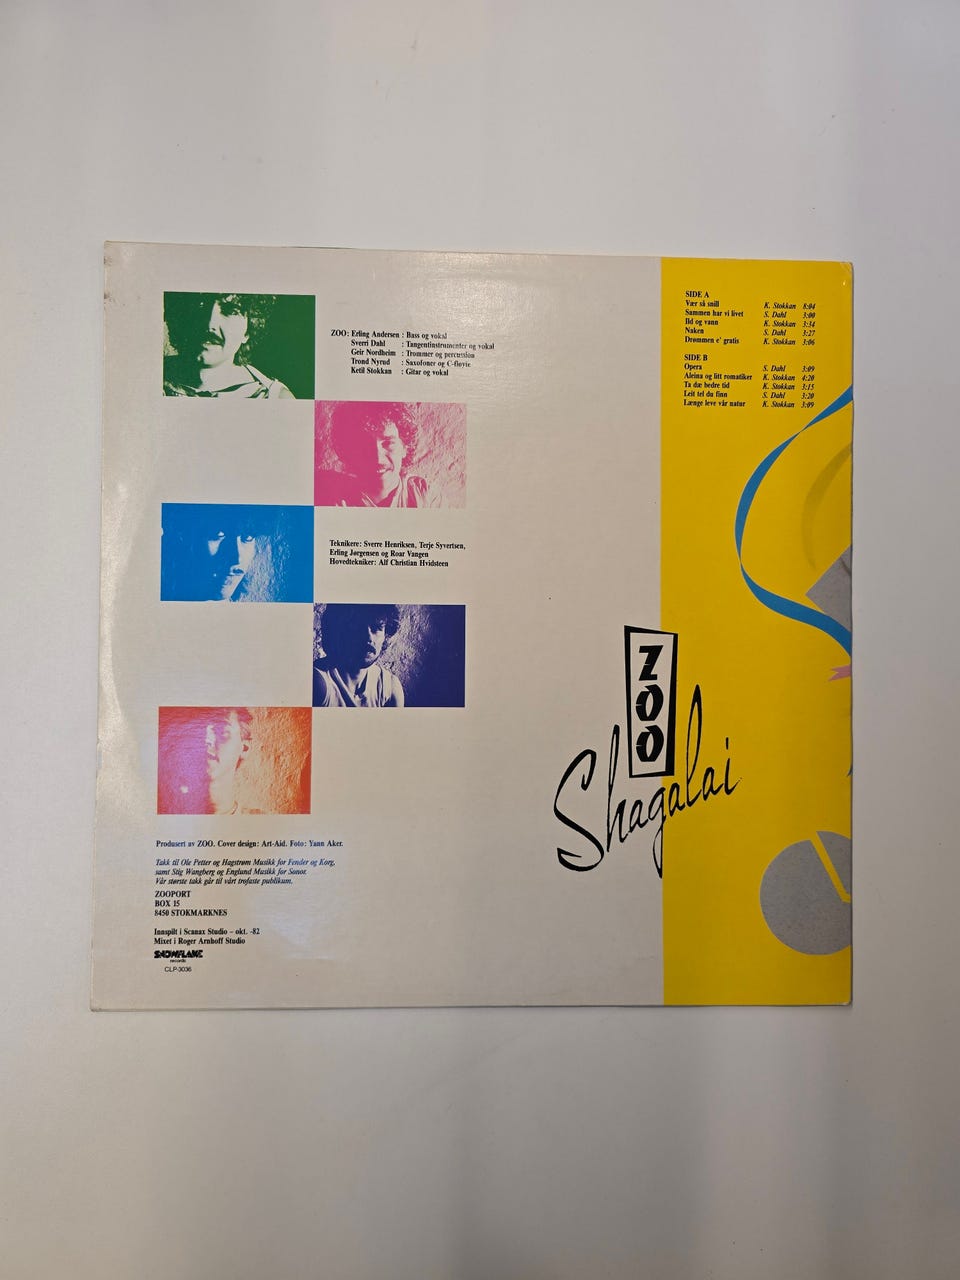 ZOO: Erling Andersen : Bass og vokal
Sverri Dahl : Tangentinstrumenter og vokal
Geir Nordheim : Trommer og percussion
Trond Nyrud : Saxofoner og C-fløyte
Ketil Stokkan : Gitar og vokal
Teknikere: Sverre Henriksen, Terje Syvertsen,
Erling Jørgensen og Roar Vangen
Hovedtekniker: Alf Christian Hvidsteen
Produsert av ZOO. Cover design: Art-Aid. Foto: Yann Aker.
Takk til Ole Petter og Hagstrøm Musikk for Fender og Korg,
samt Stig Wangberg og Englund Musikk for Sonor.
Vår største takk går til vårt trofaste publikum.
ZOOPORT
BOX 15
8450 STOKMARKNES
Innspilt i Scanax Studio – okt. -82
Mixet i Roger Arnhoff Studio
SNOWFLAKE
records
CLP-3036
ZOO
Shagalai
SIDE A
Vær så snill K. Stokkan 8:04
Sammen har vi livet S. Dahl 3:00
Ild og vann K. Stokkan 3:34
Naken S. Dahl 3:27
Drømmen e' gratis K. Stokkan 3:06
SIDE B
Opera S. Dahl 3:09
Aleina og litt romatiker K. Stokkan 4:20
Ta dæ bedre tid K. Stokkan 3:15
Leit tel du finn S. Dahl 3:20
Længe leve vår natur K. Stokkan 3:09